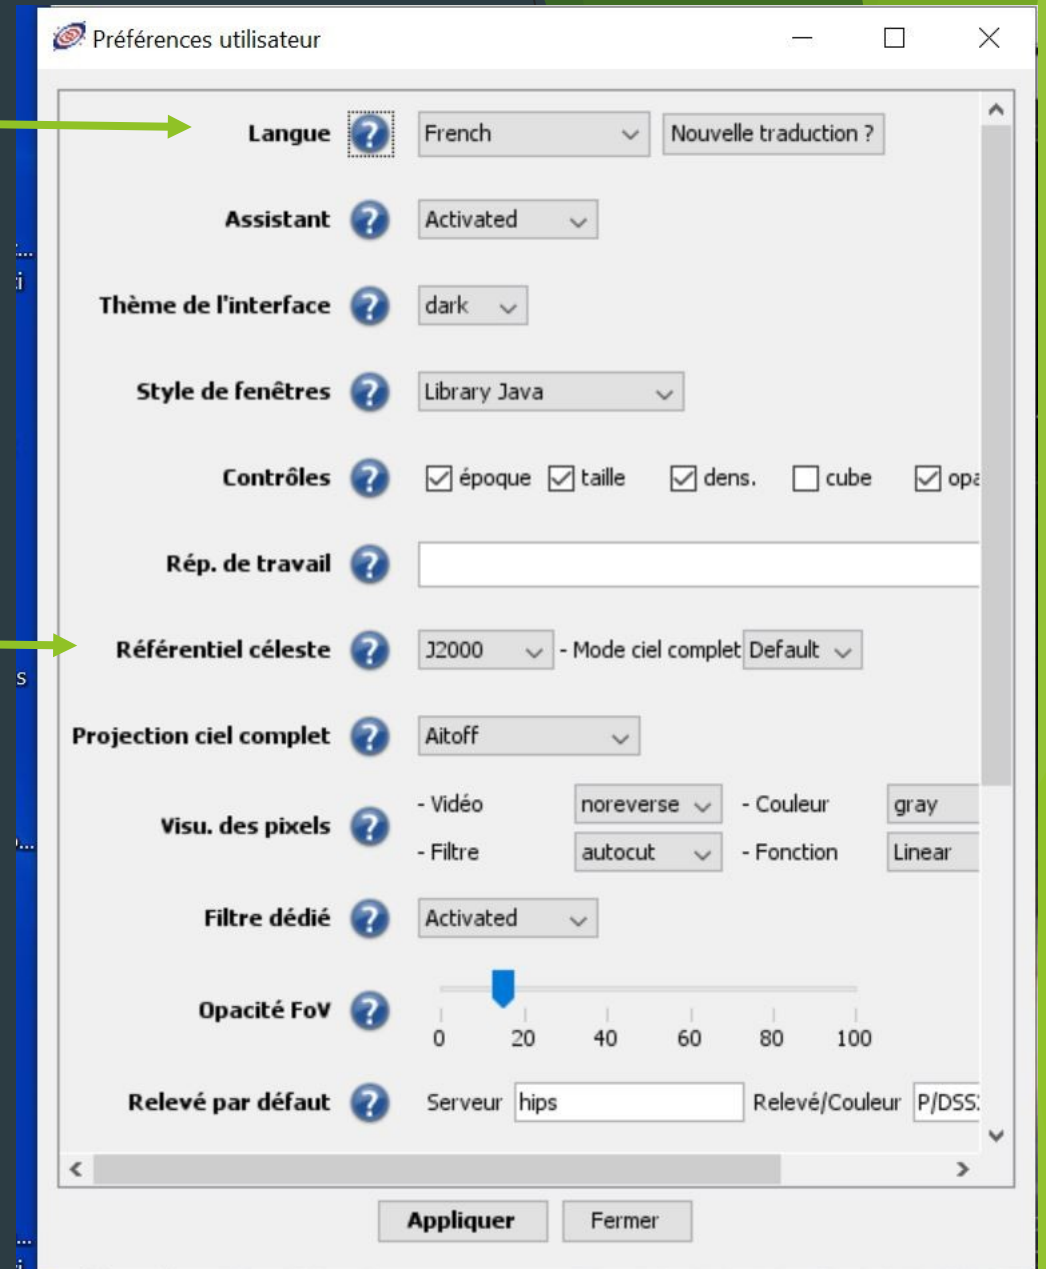 Préférences utilisateur
Langue French Nouvelle traduction ?
Assistant Activated
Thème de l'interface dark
Style de fenêtres Library Java
Contrôles époque taille dens. cube opa
Rép. de travail
Référentiel céleste J2000 - Mode ciel complet Default
s
Projection ciel complet Aitoff
- Vidéo noreverse - Couleur gray
Visu. des pixels
- Filtre autocut - Fonction Linear
Filtre dédié Activated
Opacité FoV
0 20 40 60 80 100
Relevé par défaut Serveur hips Relevé/Couleur P/DSS
Appliquer Fermer